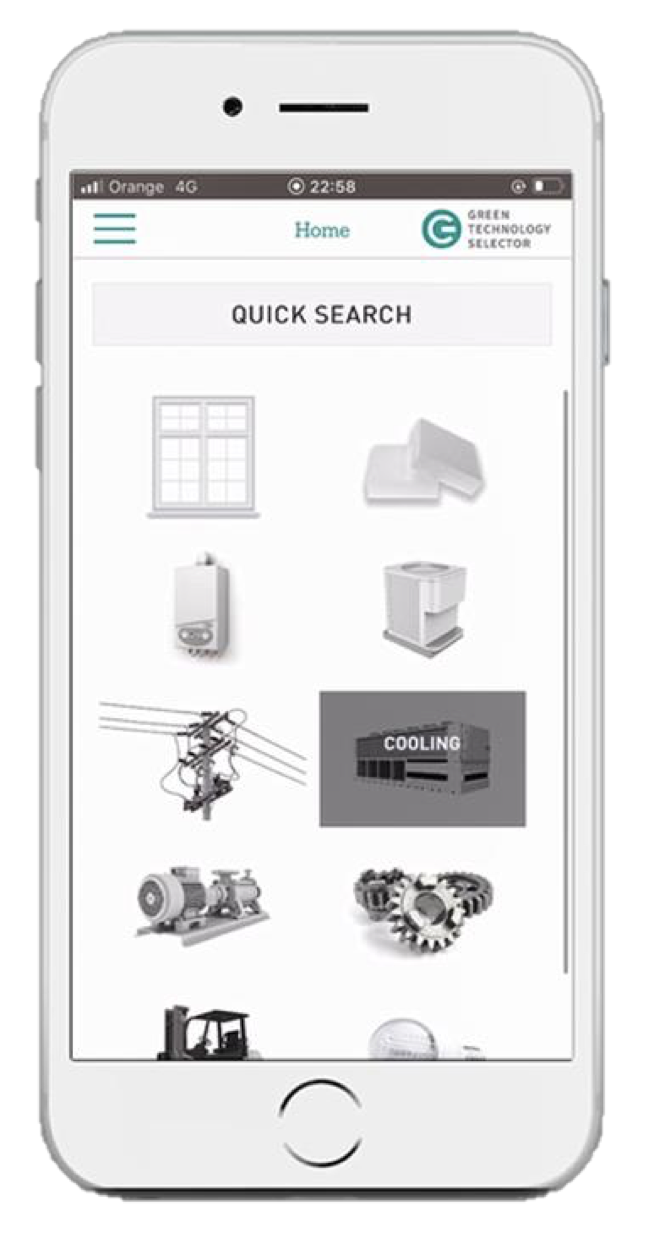 Orange 4G
22:58
Home
GREEN
TECHNOLOGY
SELECTOR
QUICK SEARCH
COOLING